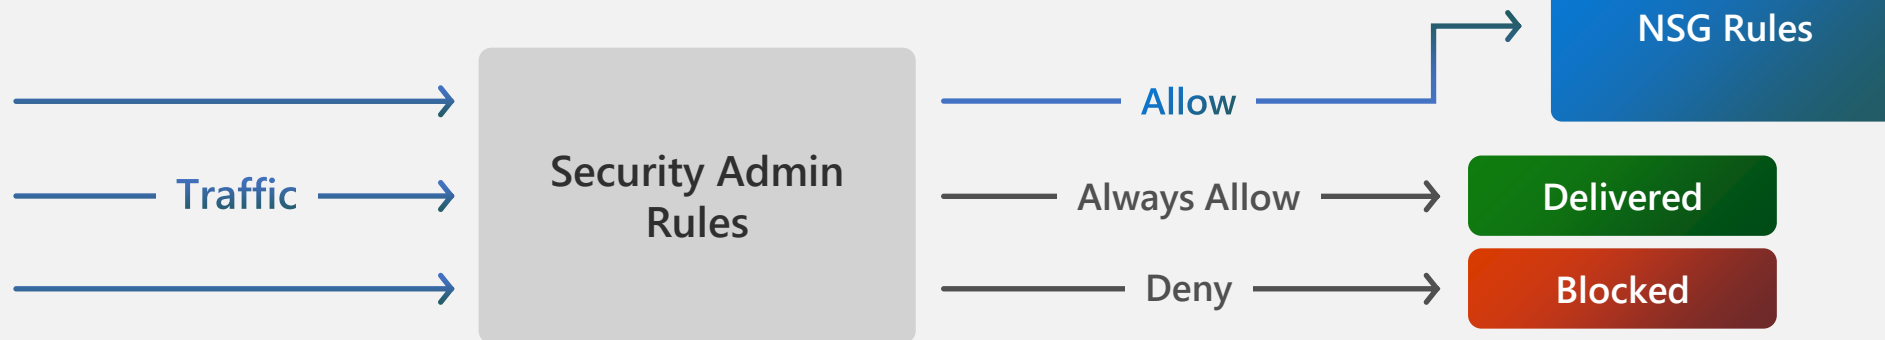 NSG Rules
Allow
Traffic
Security Admin
Rules
Always Allow
Delivered
Deny
Blocked